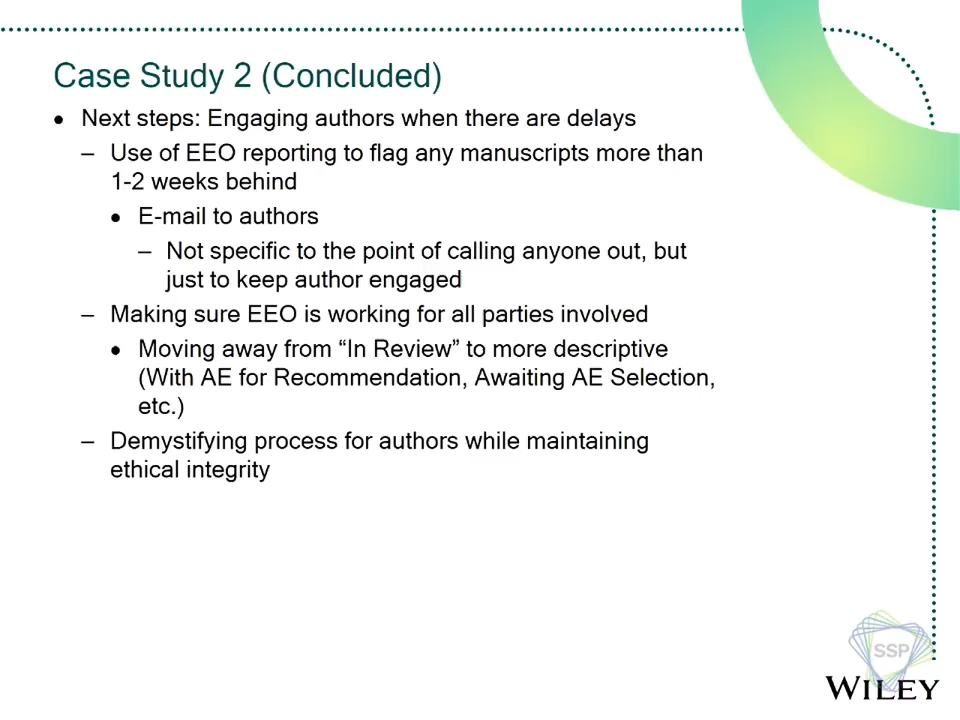 Case Study 2 (Concluded)
• Next steps: Engaging authors when there are delays
– Use of EEO reporting to flag any manuscripts more than
1-2 weeks behind
• E-mail to authors
– Not specific to the point of calling anyone out, but
just to keep author engaged
– Making sure EEO is working for all parties involved
• Moving away from “In Review” to more descriptive
(With AE for Recommendation, Awaiting AE Selection,
etc.)
– Demystifying process for authors while maintaining
ethical integrity
SSP
WILEY